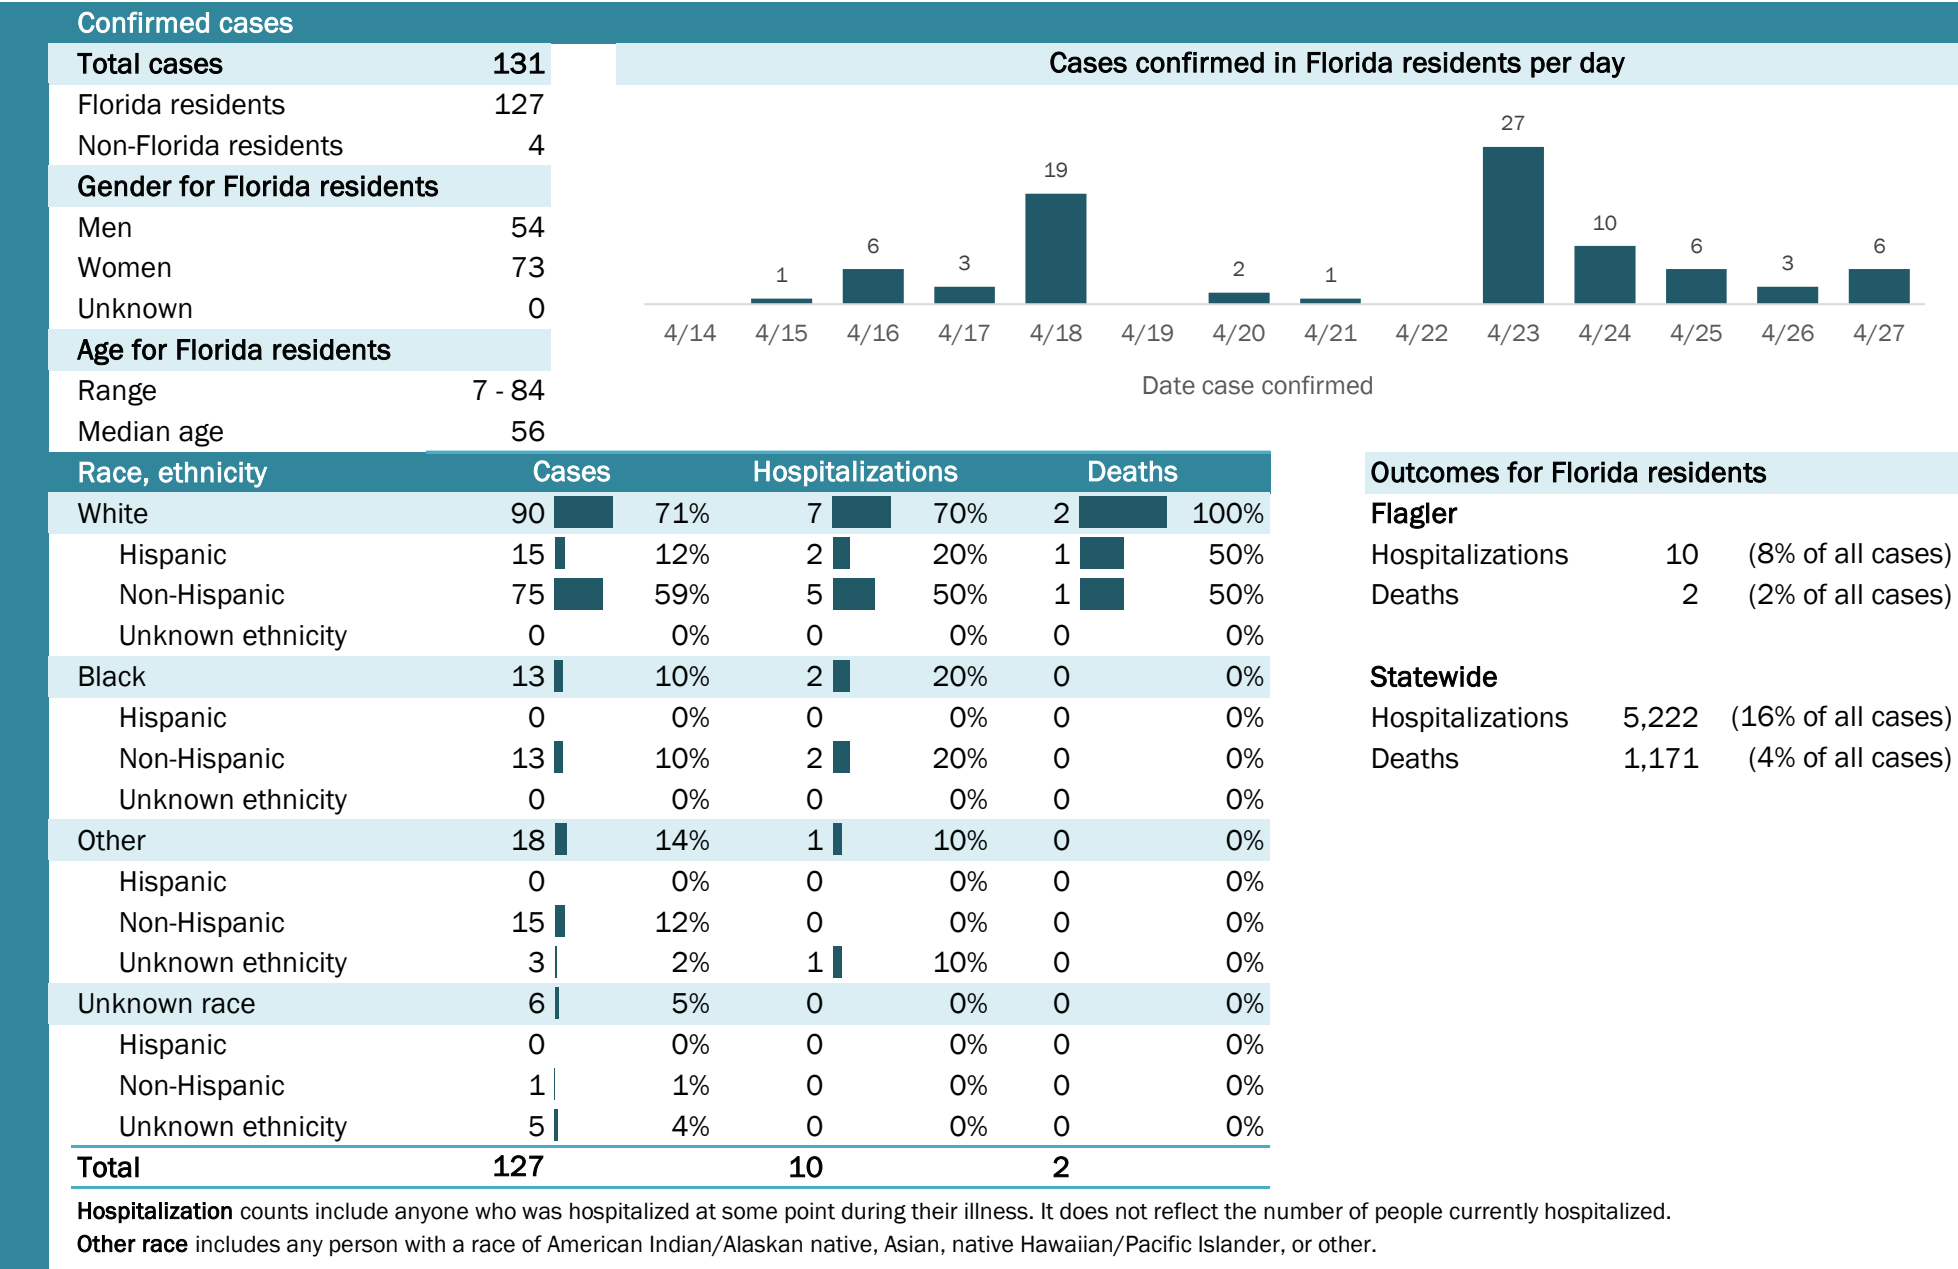 Confirmed cases
Total cases 131
Florida residents 127
Non-Florida residents 4
Gender for Florida residents
Men 54
Women 73
Unknown 0
Age for Florida residents
Range 7 - 84
Median age 56
Cases confirmed in Florida residents per day
1 6 3 19 2 1 27 10 6 3 6
4/14 4/15 4/16 4/17 4/18 4/19 4/20 4/21 4/22 4/23 4/24 4/25 4/26 4/27
Date case confirmed
Race, ethnicity Cases Hospitalizations Deaths
White 90 71% 7 70% 2 100%
Hispanic 15 12% 2 20% 1 50%
Non-Hispanic 75 59% 5 50% 1 50%
Unknown ethnicity 0 0% 0 0% 0 0%
Black 13 10% 2 20% 0 0%
Hispanic 0 0% 0 0% 0 0%
Non-Hispanic 13 10% 2 20% 0 0%
Unknown ethnicity 0 0% 0 0% 0 0%
Other 18 14% 1 10% 0 0%
Hispanic 0 0% 0 0% 0 0%
Non-Hispanic 15 12% 0 0% 0 0%
Unknown ethnicity 3 2% 1 10% 0 0%
Unknown race 6 5% 0 0% 0 0%
Hispanic 0 0% 0 0% 0 0%
Non-Hispanic 1 1% 0 0% 0 0%
Unknown ethnicity 5 4% 0 0% 0 0%
Total 127 10 2
Outcomes for Florida residents
Flagler
Hospitalizations 10 (8% of all cases)
Deaths 2 (2% of all cases)
Statewide
Hospitalizations 5,222 (16% of all cases)
Deaths 1,171 (4% of all cases)
Hospitalization counts include anyone who was hospitalized at some point during their illness. It does not reflect the number of people currently hospitalized.
Other race includes any person with a race of American Indian/Alaskan native, Asian, native Hawaiian/Pacific Islander, or other.